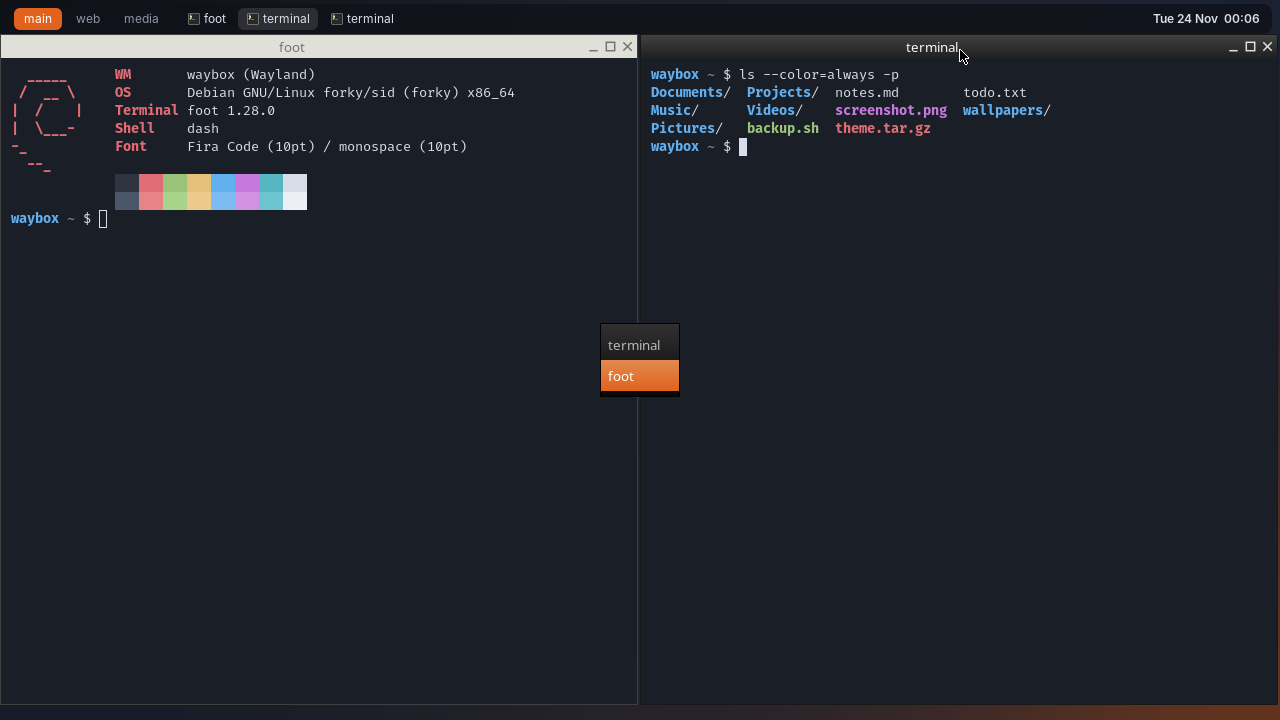 main web media foot terminal terminal Tue 24 Nov 00:06
foot
WM waybox (Wayland)
OS Debian GNU/Linux forky/sid (forky) x86_64
Terminal foot 1.28.0
Shell dash
Font Fira Code (10pt) / monospace (10pt)
waybox ~ $
terminal
waybox ~ $ ls --color=always -p
Documents/ Projects/ notes.md todo.txt
Music/ Videos/ screenshot.png wallpapers/
Pictures/ backup.sh theme.tar.gz
waybox ~ $
terminal
foot